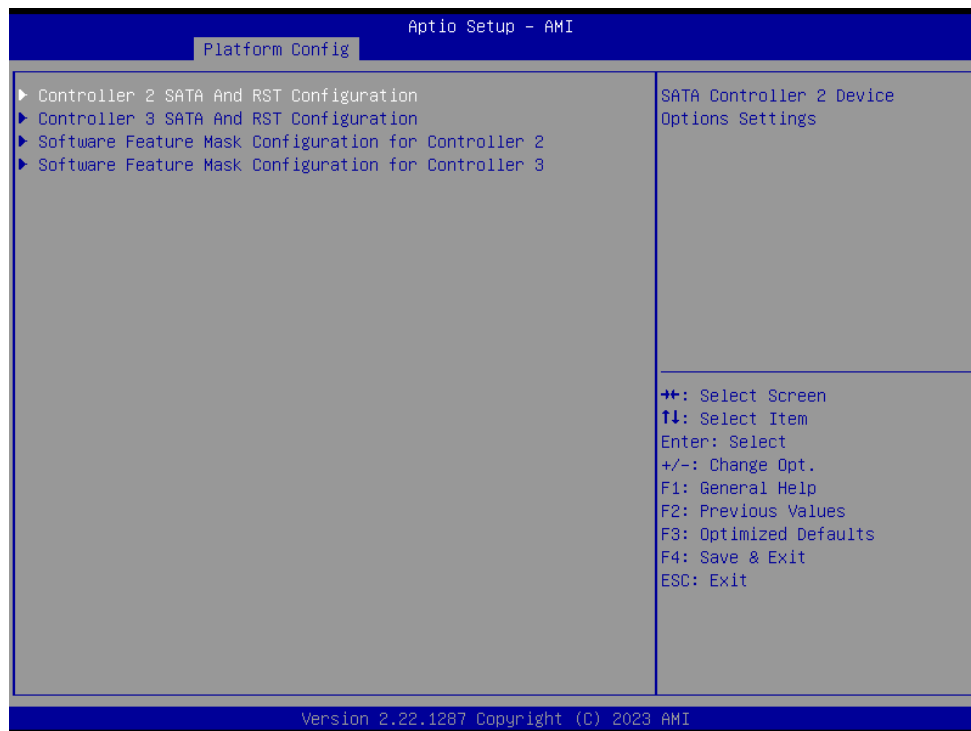 Aptio Setup – AMI
Platform Config
▶ Controller 2 SATA And RST Configuration
▶ Controller 3 SATA And RST Configuration
▶ Software Feature Mask Configuration for Controller 2
▶ Software Feature Mask Configuration for Controller 3
SATA Controller 2 Device
Options Settings
→←: Select Screen
↑↓: Select Item
Enter: Select
+/-: Change Opt.
F1: General Help
F2: Previous Values
F3: Optimized Defaults
F4: Save & Exit
ESC: Exit
Version 2.22.1287 Copyright (C) 2023 AMI